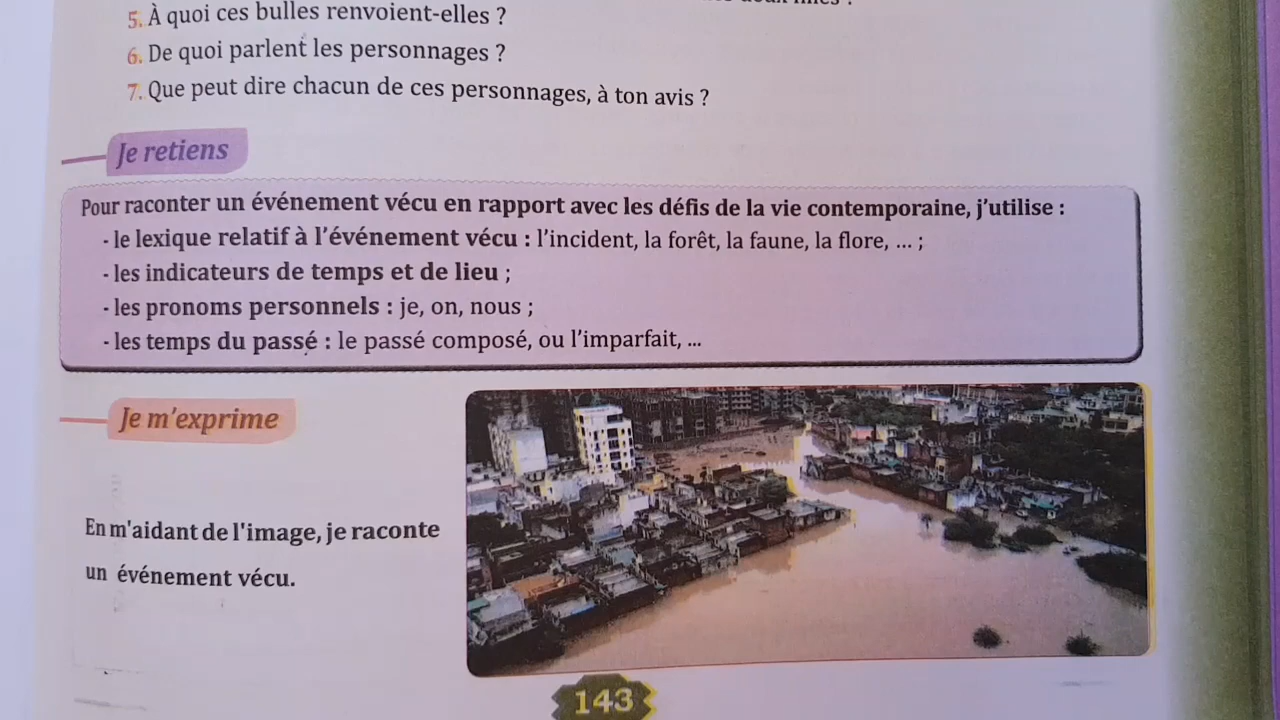 5. À quoi ces bulles renvoient-elles ?
6. De quoi parlent les personnages ?
7. Que peut dire chacun de ces personnages, à ton avis ?
Je retiens
Pour raconter un événement vécu en rapport avec les défis de la vie contemporaine, j'utilise :
- le lexique relatif à l'événement vécu : l'incident, la forêt, la faune, la flore, ... ;
- les indicateurs de temps et de lieu ;
- les pronoms personnels : je, on, nous ;
- les temps du passé : le passé composé, ou l'imparfait, ...
Je m'exprime
En m'aidant de l'image, je raconte
un événement vécu.
143